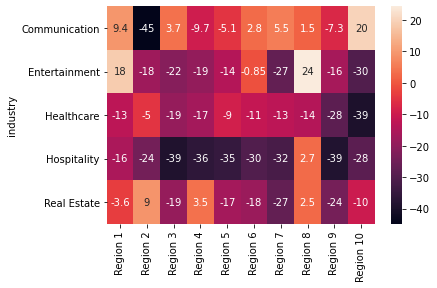 industry
Communication 9.4 -45 3.7 -9.7 -5.1 2.8 5.5 1.5 -7.3 20
Entertainment 18 -18 -22 -19 -14 -0.85 -27 24 -16 -30
Healthcare -13 -5 -19 -17 -9 -11 -13 -14 -28 -39
Hospitality -16 -24 -39 -36 -35 -30 -32 2.7 -39 -28
Real Estate -3.6 9 -19 3.5 -17 -18 -27 2.5 -24 -10
Region 1 Region 2 Region 3 Region 4 Region 5 Region 6 Region 7 Region 8 Region 9 Region 10
20
10
0
−10
−20
−30
−40